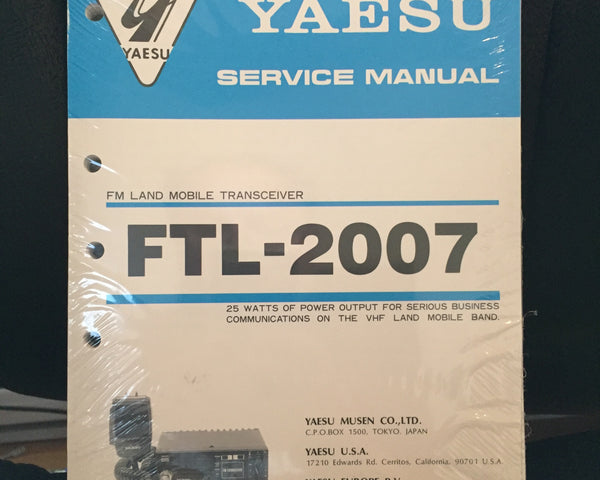 YAESU
YAESU
SERVICE MANUAL
FM LAND MOBILE TRANSCEIVER
FTL-2007
25 WATTS OF POWER OUTPUT FOR SERIOUS BUSINESS
COMMUNICATIONS ON THE VHF LAND MOBILE BAND.
YAESU MUSEN CO.,LTD.
C.P.O.BOX 1500, TOKYO, JAPAN
YAESU U.S.A.
17210 Edwards Rd. Cerritos, California, 90701 U.S.A.
YAESU EUROPE B.V.